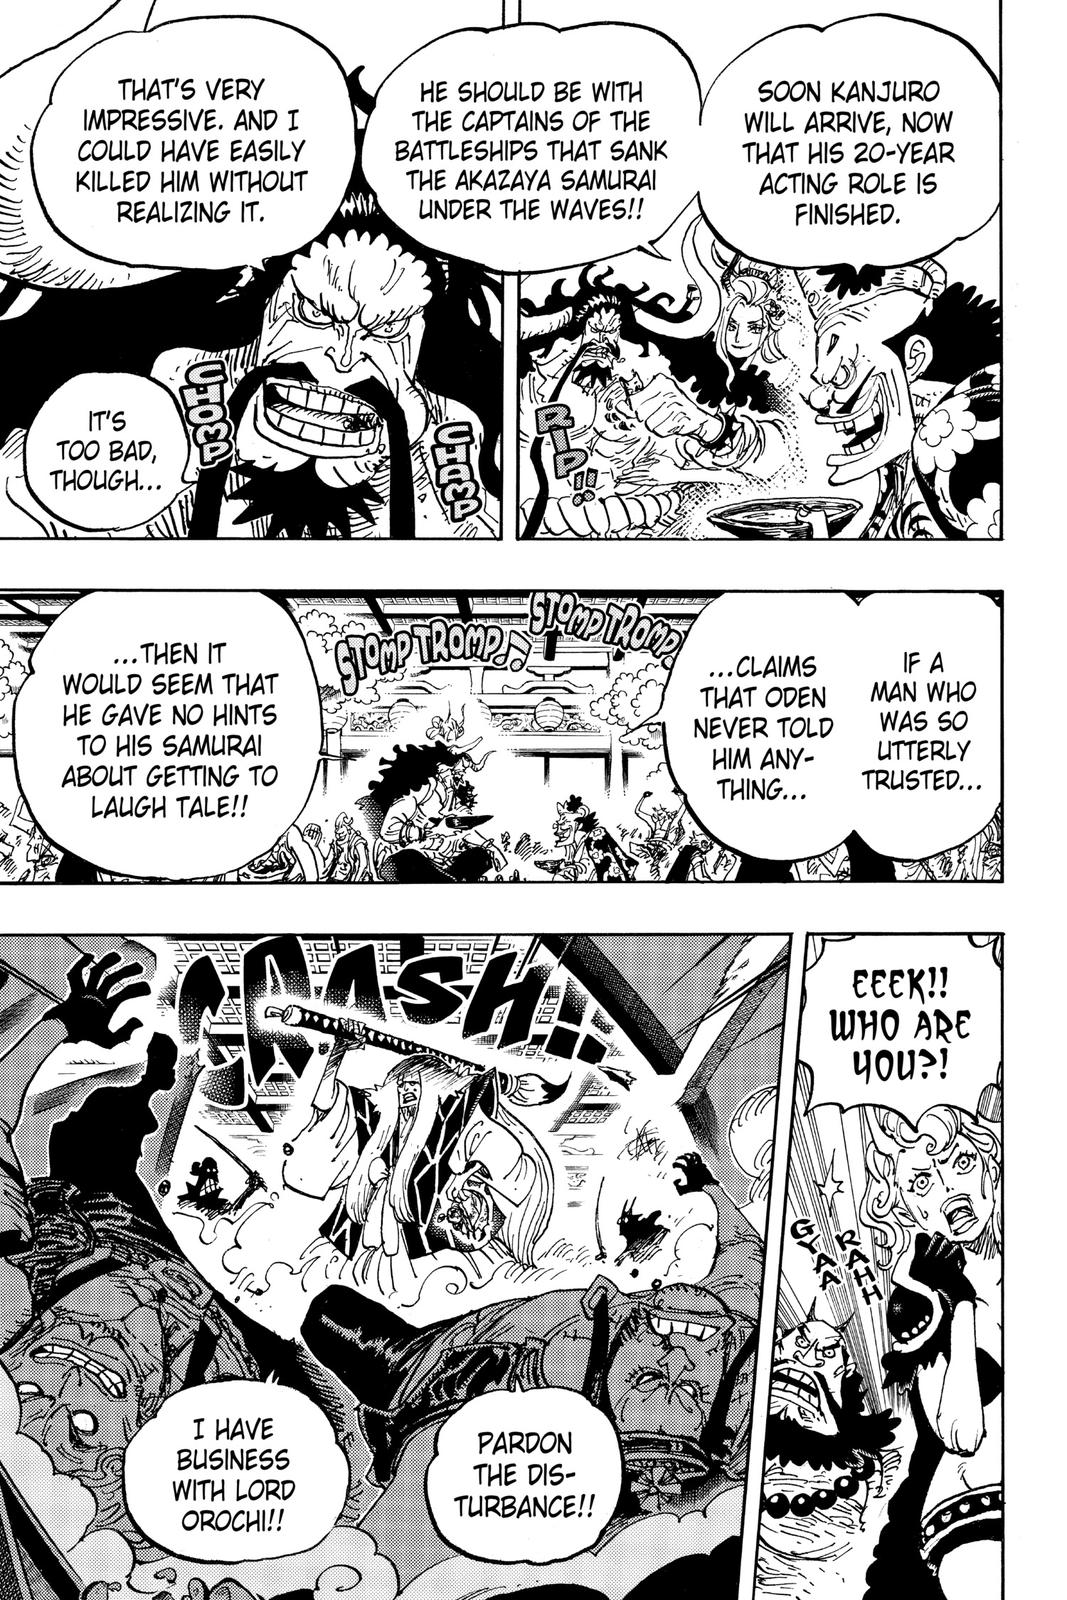 SOON KANJURO
WILL ARRIVE, NOW
THAT HIS 20-YEAR
ACTING ROLE IS
FINISHED.
HE SHOULD BE WITH
THE CAPTAINS OF THE
BATTLESHIPS THAT SANK
THE AKAZAYA SAMURAI
UNDER THE WAVES!!
RIP!!
THAT'S VERY
IMPRESSIVE. AND I
COULD HAVE EASILY
KILLED HIM WITHOUT
REALIZING IT.
CHOMP
CHAMP
IT'S
TOO BAD,
THOUGH...
IF A
MAN WHO
WAS SO
UTTERLY
TRUSTED...
...CLAIMS
THAT ODEN
NEVER TOLD
HIM ANY-
THING...
STOMP TROMP
STOMP TROMP
...THEN IT
WOULD SEEM THAT
HE GAVE NO HINTS
TO HIS SAMURAI
ABOUT GETTING TO
LAUGH TALE!!
EEEK!!
WHO ARE
YOU?!
RAHH
GYAA
CRAASH!!
PARDON
THE DIS-
TURBANCE!!
I HAVE
BUSINESS
WITH LORD
OROCHI!!